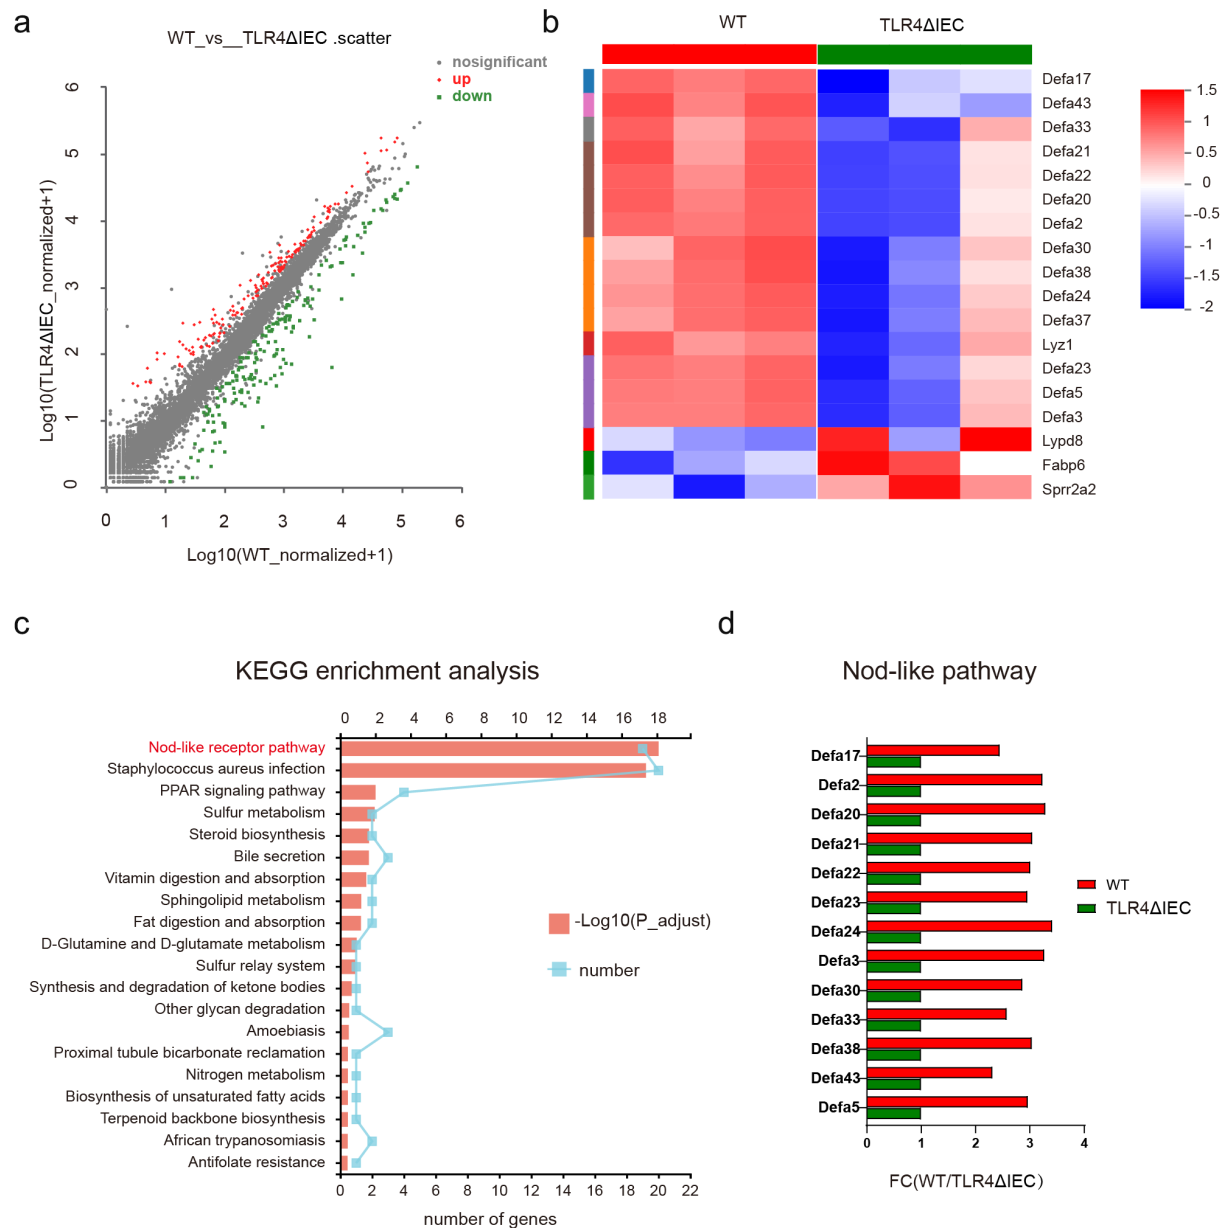 a
WT_vs__TLR4ΔIEC .scatter
nosignificant
up
down
Log10(TLR4ΔIEC_normalized+1)
6
5
4
3
2
1
0
0 1 2 3 4 5 6
Log10(WT_normalized+1)
b
WT TLR4ΔIEC
Defa17
Defa43
Defa33
Defa21
Defa22
Defa20
Defa2
Defa30
Defa38
Defa24
Defa37
Lyz1
Defa23
Defa5
Defa3
Lypd8
Fabp6
Sprr2a2
1.5
1
0.5
0
-0.5
-1
-1.5
-2
c
KEGG enrichment analysis
0 2 4 6 8 10 12 14 16 18
Nod-like receptor pathway
Staphylococcus aureus infection
PPAR signaling pathway
Sulfur metabolism
Steroid biosynthesis
Bile secretion
Vitamin digestion and absorption
Sphingolipid metabolism
Fat digestion and absorption
D-Glutamine and D-glutamate metabolism
Sulfur relay system
Synthesis and degradation of ketone bodies
Other glycan degradation
Amoebiasis
Proximal tubule bicarbonate reclamation
Nitrogen metabolism
Biosynthesis of unsaturated fatty acids
Terpenoid backbone biosynthesis
African trypanosomiasis
Antifolate resistance
-Log10(P_adjust)
number
0 2 4 6 8 10 12 14 16 18 20 22
number of genes
d
Nod-like pathway
Defa17
Defa2
Defa20
Defa21
Defa22
Defa23
Defa24
Defa3
Defa30
Defa33
Defa38
Defa43
Defa5
WT
TLR4ΔIEC
0 1 2 3 4
FC(WT/TLR4ΔIEC)